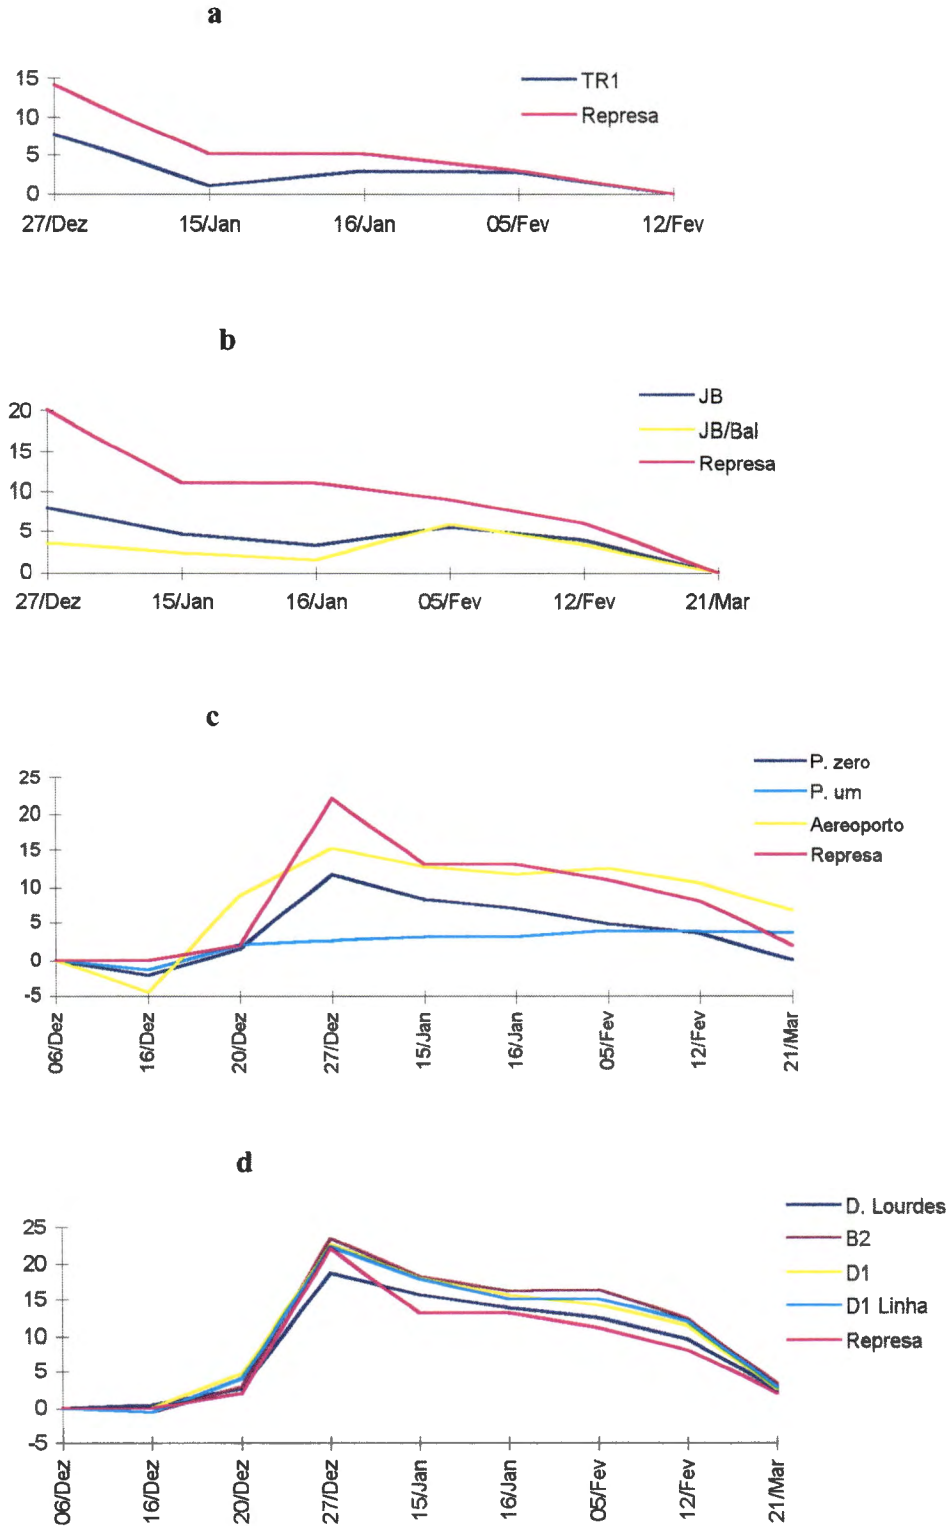 a
15
10
5
0
27/Dez 15/Jan 16/Jan 05/Fev 12/Fev
TR1
Represa
b
20
15
10
5
0
27/Dez 15/Jan 16/Jan 05/Fev 12/Fev 21/Mar
JB
JB/Bal
Represa
c
25
20
15
10
5
0
-5
06/Dez 16/Dez 20/Dez 27/Dez 15/Jan 16/Jan 05/Fev 12/Fev 21/Mar
P. zero
P. um
Aereoporto
Represa
d
25
20
15
10
5
0
-5
06/Dez 16/Dez 20/Dez 27/Dez 15/Jan 16/Jan 05/Fev 12/Fev 21/Mar
D. Lourdes
B2
D1
D1 Linha
Represa